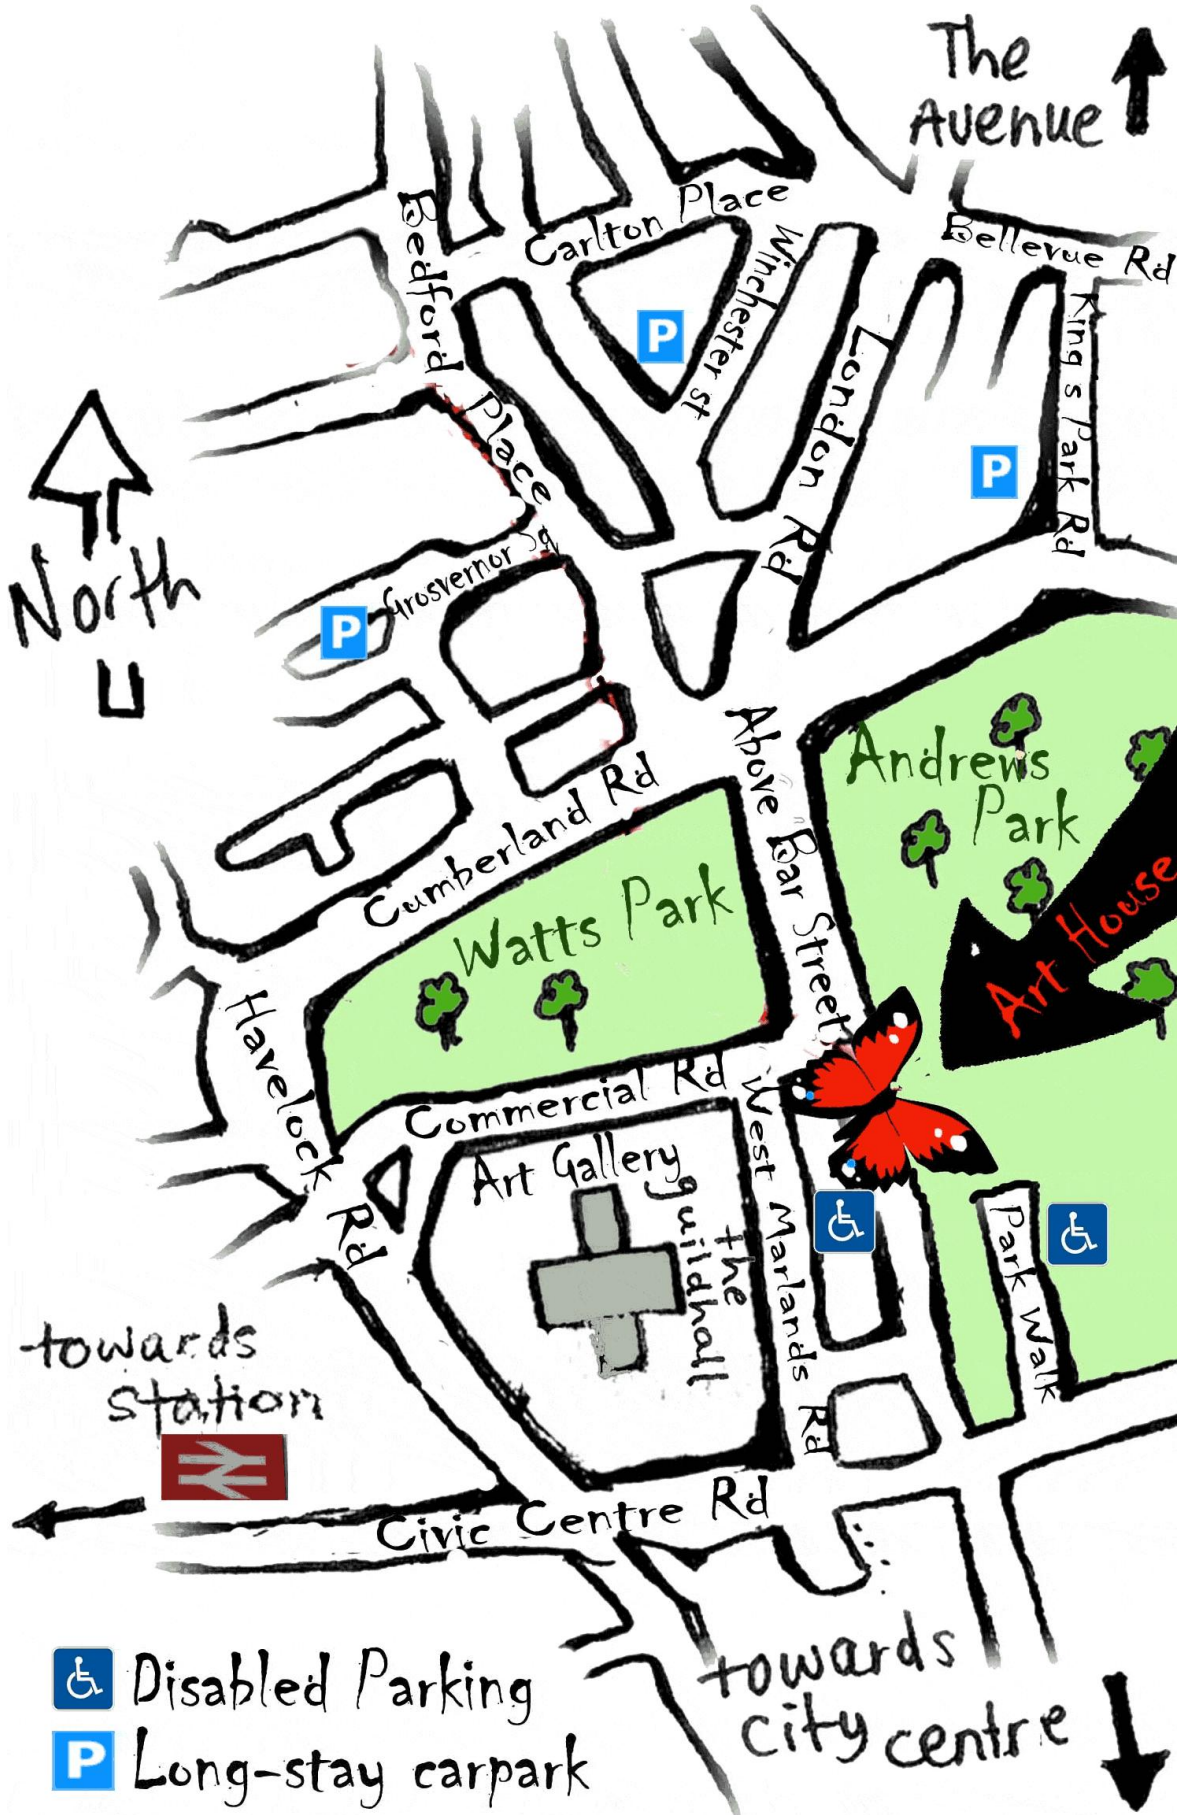 The
Avenue
Bedford Place
Carlton Place
Winchester st
Bellevue Rd
King s Park Rd
London Rd
P
P
North
Grosvernor Sq
P
Above Bar Street
Andrews
Park
Cumberland Rd
Watts Park
Art House
Havelock Rd
Commercial Rd
Art Gallery
the
guildhall
West Marlands Rd
Park Walk
towards
station
Civic Centre Rd
towards
city centre
Disabled Parking
P Long-stay carpark